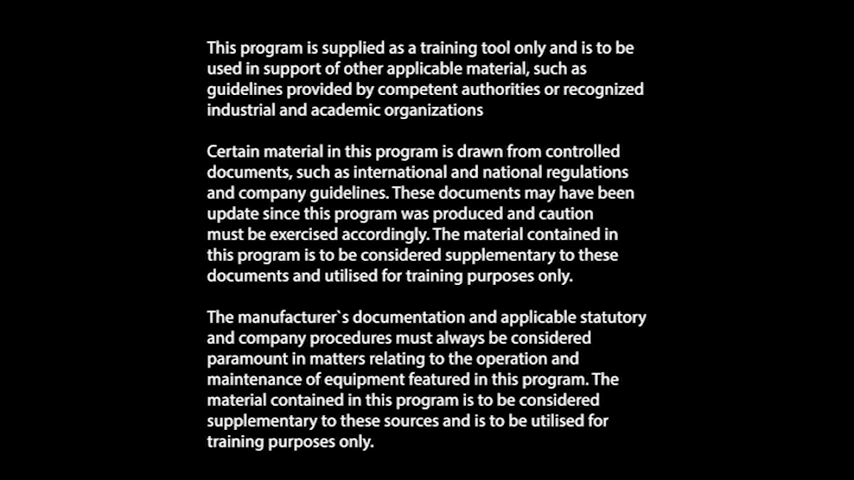 This program is supplied as a training tool only and is to be
used in support of other applicable material, such as
guidelines provided by competent authorities or recognized
industrial and academic organizations
Certain material in this program is drawn from controlled
documents, such as international and national regulations
and company guidelines. These documents may have been
update since this program was produced and caution
must be exercised accordingly. The material contained in
this program is to be considered supplementary to these
documents and utilised for training purposes only.
The manufacturer`s documentation and applicable statutory
and company procedures must always be considered
paramount in matters relating to the operation and
maintenance of equipment featured in this program. The
material contained in this program is to be considered
supplementary to these sources and is to be utilised for
training purposes only.